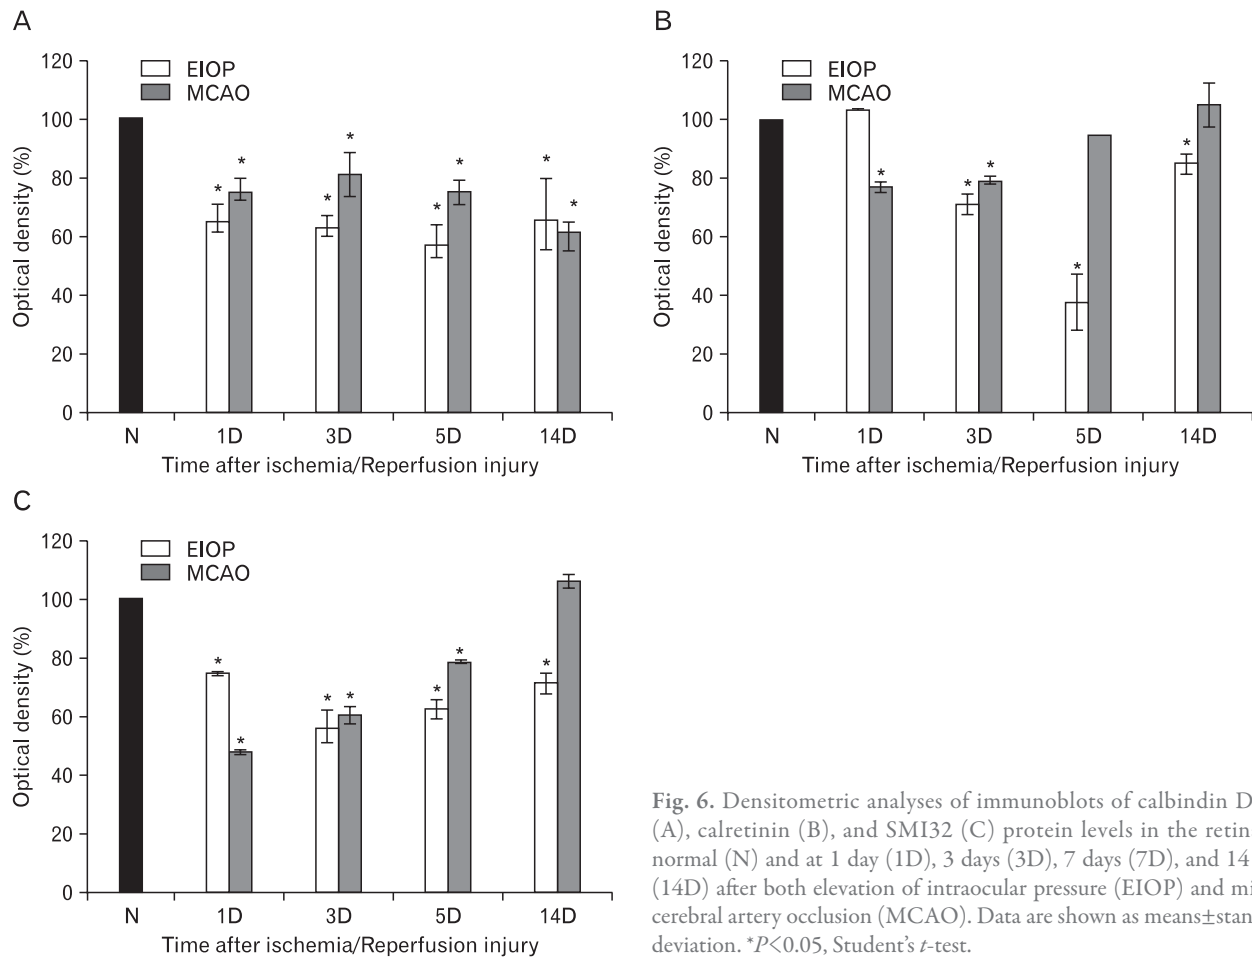 A
120
100
80
60
40
20
0
Optical density (%)
EIOP
MCAO
* * * * * * * *
N 1D 3D 5D 14D
Time after ischemia/Reperfusion injury
B
120
100
80
60
40
20
0
Optical density (%)
EIOP
MCAO
* * * * *
N 1D 3D 5D 14D
Time after ischemia/Reperfusion injury
C
120
100
80
60
40
20
0
Optical density (%)
EIOP
MCAO
* * * * * * *
N 1D 3D 5D 14D
Time after ischemia/Reperfusion injury
Fig. 6. Densitometric analyses of immunoblots of calbindin D
(A), calretinin (B), and SMI32 (C) protein levels in the
normal (N) and at 1 day (1D), 3 days (3D), 7 days (7D), and 14
(14D) after both elevation of intraocular pressure (EIOP) and
cerebral artery occlusion (MCAO). Data are shown as means±
deviation. *P<0.05, Student's t-test.